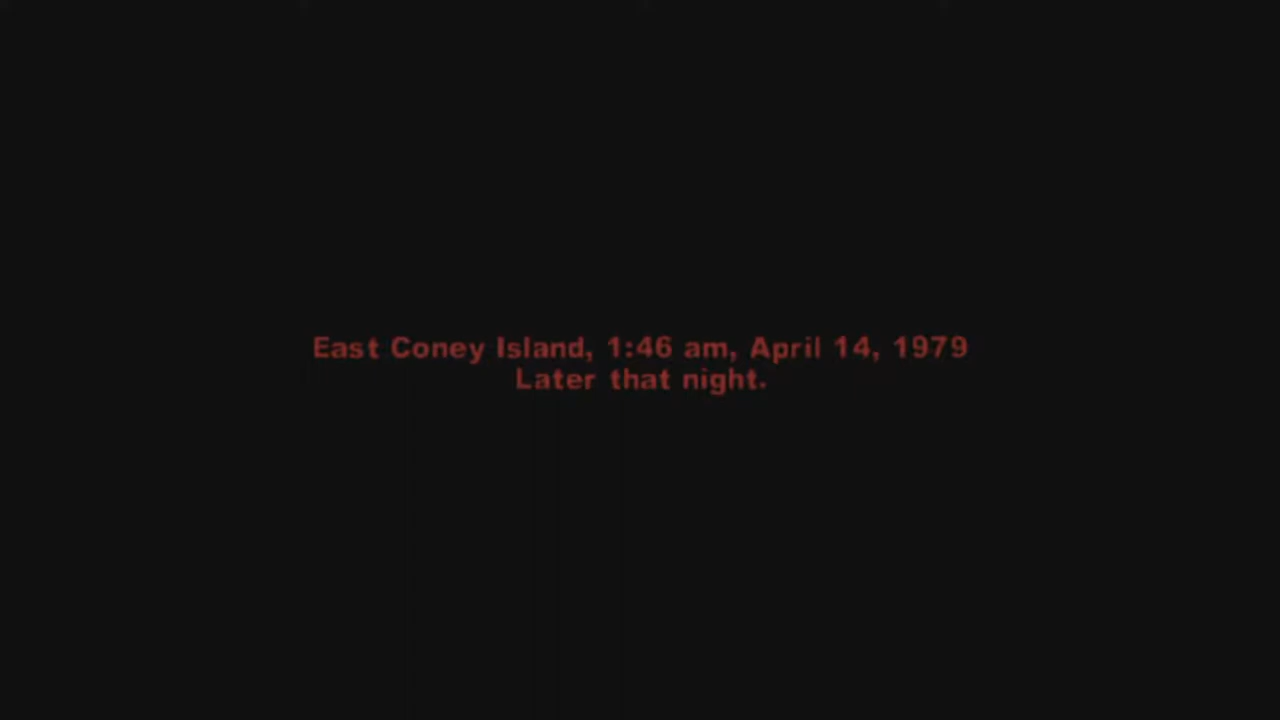 East Coney Island, 1:46 am, April 14, 1979
Later that night.